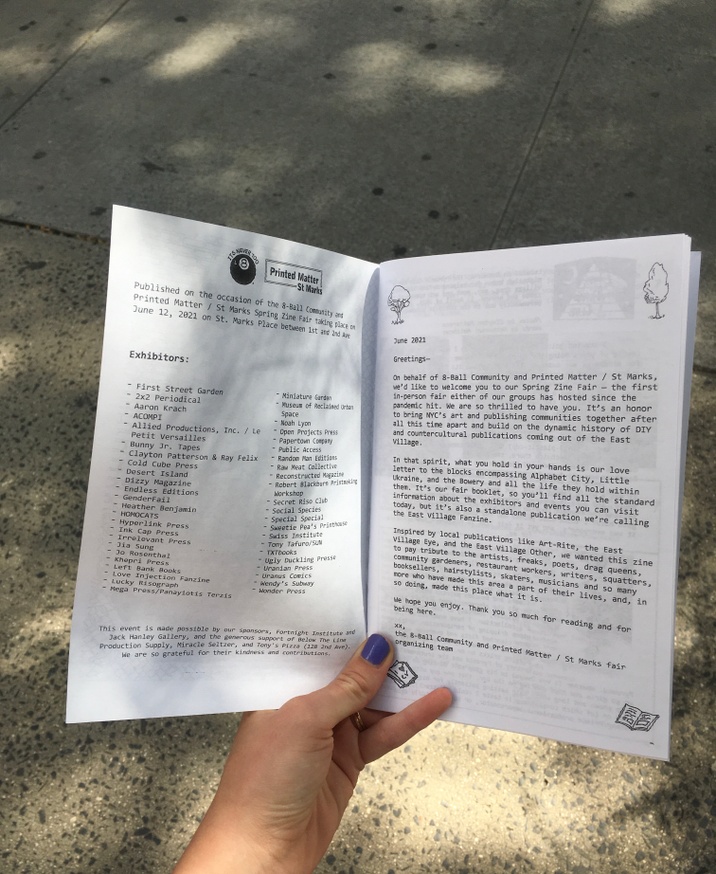 IT'S NEVER TOO
8
Printed Matter
St Marks
Published on the occasion of the 8-Ball Community and
Printed Matter / St Marks Spring Zine Fair taking place on
June 12, 2021 on St. Marks Place between 1st and 2nd Ave
Exhibitors:
- First Street Garden
- 2x2 Periodical
- Aaron Krach
- ACOMPI
- Allied Productions, Inc. / Le
Petit Versailles
- Bunny Jr. Tapes
- Clayton Patterson & Ray Felix
- Cold Cube Press
- Desert Island
- Dizzy Magazine
- Endless Editions
- GenderFail
- Heather Benjamin
- HOMOCATS
- Hyperlink Press
- Ink Cap Press
- Irrelevant Press
- Jia Sung
- Jo Rosenthal
- Khepri Press
- Left Bank Books
- Love Injection Fanzine
- Lucky Risograph
- Mega Press/Panayiotis Terzis
- Miniature Garden
- Museum of Reclaimed Urban
Space
- Noah Lyon
- Open Projects Press
- Papertown Company
- Public Access
- Random Man Editions
- Raw Meat Collective
- Reconstructed Magazine
- Robert Blackburn Printmaking
Workshop
- Secret Riso Club
- Social Species
- Special Special
- Sweetie Pea's Printhouse
- Swiss Institute
- Tony Tafuro/SUN
- TXTbooks
- Ugly Duckling Presse
- Uranian Press
- Uranus Comics
- Wendy's Subway
- Wonder Press
This event is made possible by our sponsors, Fortnight Institute and
Jack Hanley Gallery, and the generous support of Below The Line
Production Supply, Miracle Seltzer, and Tony's Pizza (128 2nd Ave).
We are so grateful for their kindness and contributions.
June 2021
Greetings—
On behalf of 8-Ball Community and Printed Matter / St Marks,
we'd like to welcome you to our Spring Zine Fair — the first
in-person fair either of our groups has hosted since the
pandemic hit. We are so thrilled to have you. It's an honor
to bring NYC's art and publishing communities together after
all this time apart and build on the dynamic history of DIY
and countercultural publications coming out of the East
Village.
In that spirit, what you hold in your hands is our love
letter to the blocks encompassing Alphabet City, Little
Ukraine, and the Bowery and all the life they hold within
them. It's our fair booklet, so you'll find all the standard
information about the exhibitors and events you can visit
today, but it's also a standalone publication we're calling
the East Village Fanzine.
Inspired by local publications like Art-Rite, the East
Village Eye, and the East Village Other, we wanted this zine
to pay tribute to the artists, freaks, poets, drag queens,
community gardeners, restaurant workers, writers, squatters,
booksellers, hairstylists, skaters, musicians and so many
more who have made this area a part of their lives, and, in
so doing, made this place what it is.
We hope you enjoy. Thank you so much for reading and for
being here.
xx,
the 8-Ball Community and Printed Matter / St Marks fair
organizing team